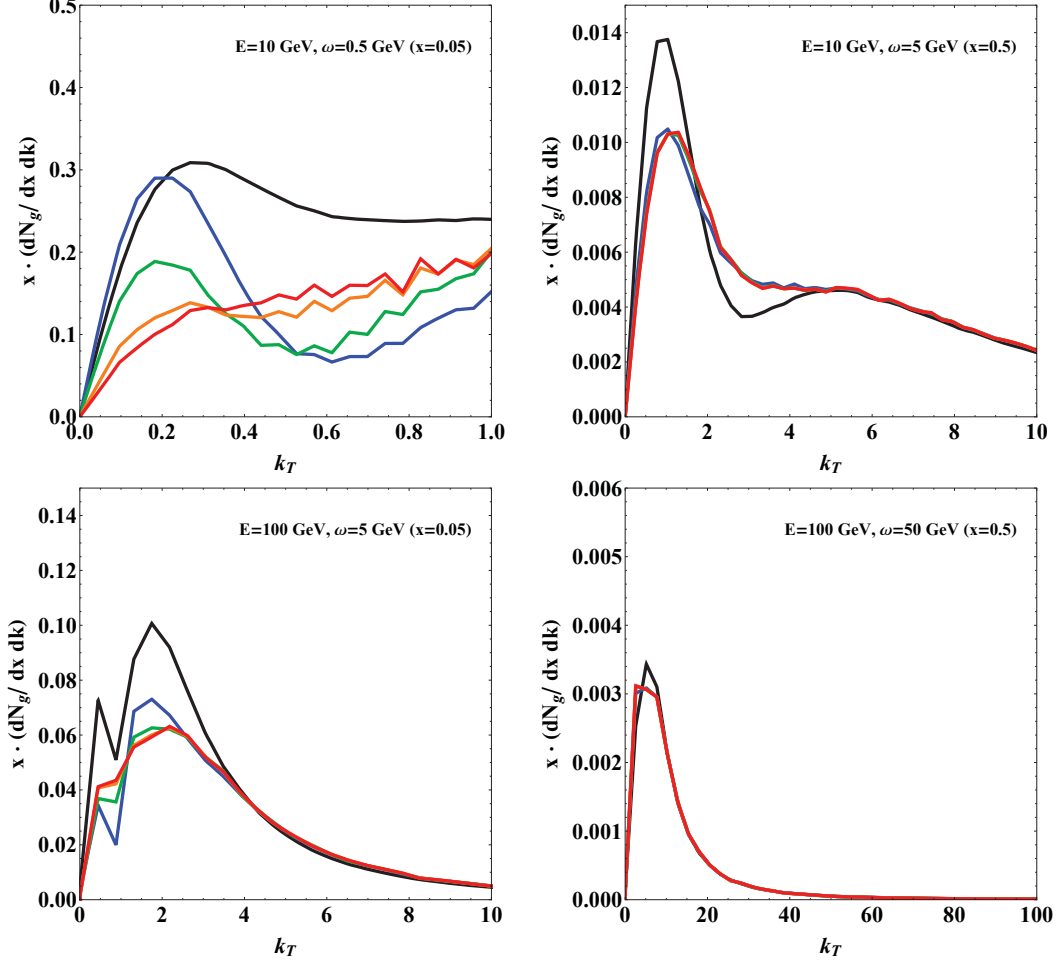 0.5
0.4
0.3
0.2
0.1
0.0
0.0 0.2 0.4 0.6 0.8 1.0
x · (dN_g/ dx dk)
k_T
E=10 GeV, ω=0.5 GeV (x=0.05)
0.014
0.012
0.010
0.008
0.006
0.004
0.002
0.000
0 2 4 6 8 10
x · (dN_g/ dx dk)
k_T
E=10 GeV, ω=5 GeV (x=0.5)
0.14
0.12
0.10
0.08
0.06
0.04
0.02
0.00
0 2 4 6 8 10
x · (dN_g/ dx dk)
k_T
E=100 GeV, ω=5 GeV (x=0.05)
0.006
0.005
0.004
0.003
0.002
0.001
0.000
0 20 40 60 80 100
x · (dN_g/ dx dk)
k_T
E=100 GeV, ω=50 GeV (x=0.5)